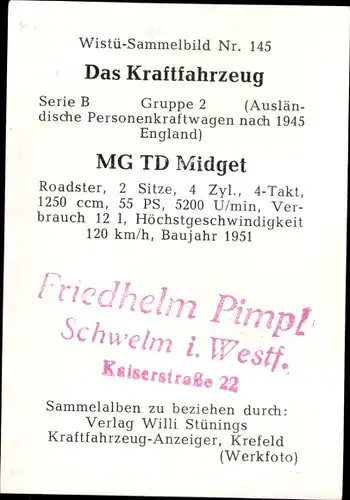 Wistü-Sammelbild Nr. 145
Das Kraftfahrzeug
Serie B Gruppe 2 (Auslän-
dische Personenkraftwagen nach 1945
England)
MG TD Midget
Roadster, 2 Sitze, 4 Zyl., 4-Takt,
1250 ccm, 55 PS, 5200 U/min, Ver-
brauch 12 l, Höchstgeschwindigkeit
120 km/h, Baujahr 1951
Friedhelm Pimpl
Schwelm i. Westf.
Kaiserstraße 22
Sammelalben zu beziehen durch:
Verlag Willi Stünings
Kraftfahrzeug-Anzeiger, Krefeld
(Werkfoto)